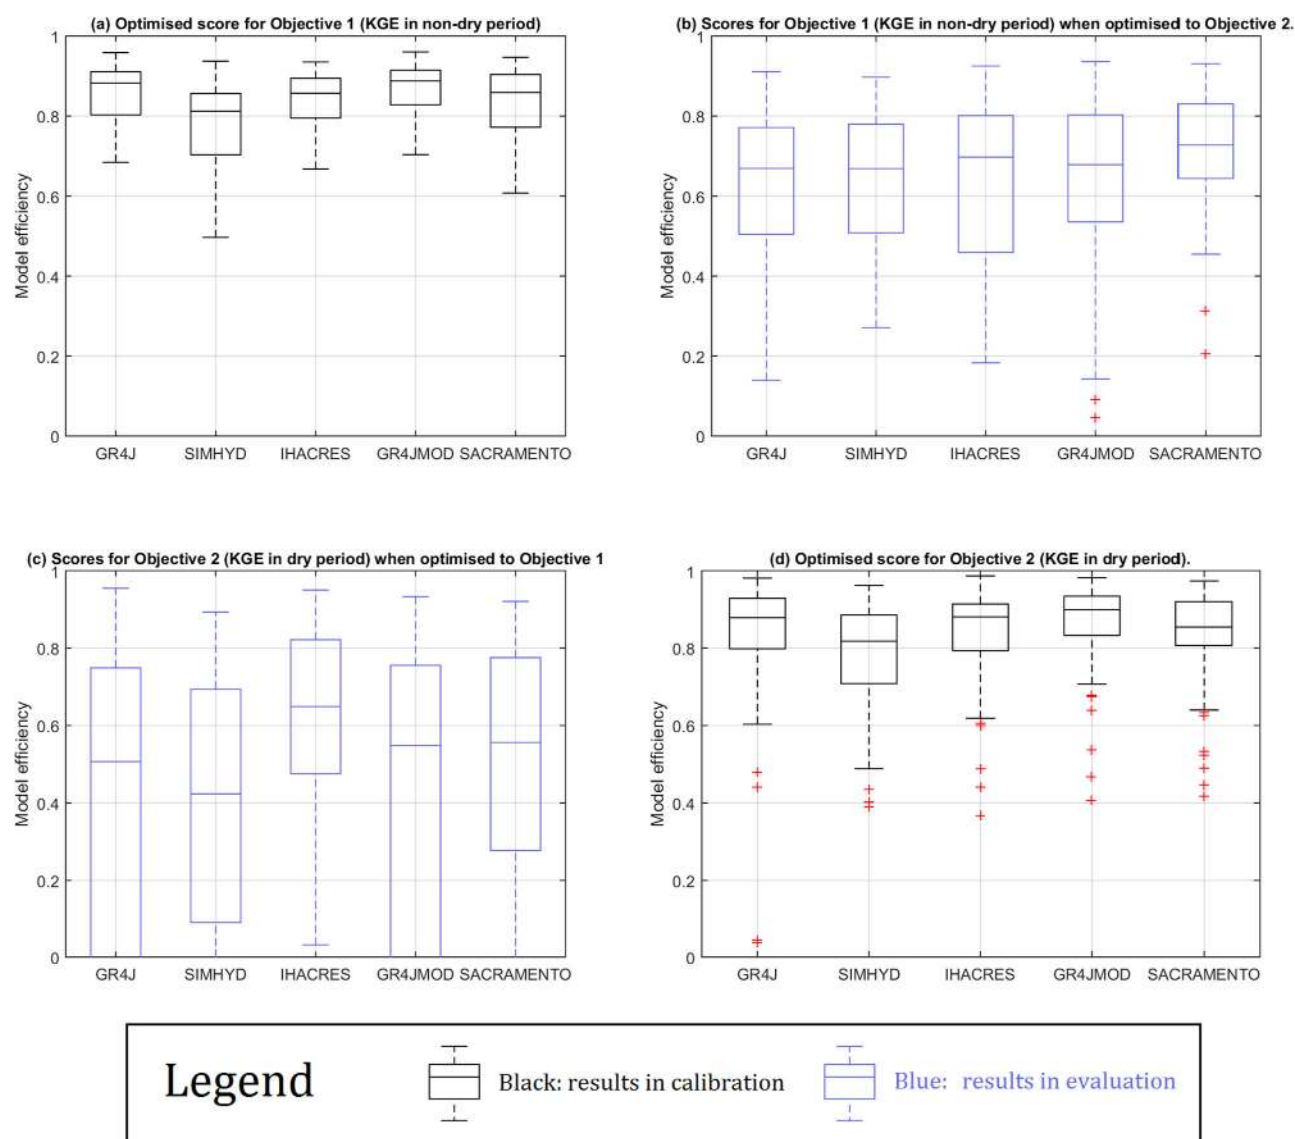 (a) Optimised score for Objective 1 (KGE in non-dry period)
1
0.8
0.6
0.4
0.2
0
Model efficiency
GR4J SIMHYD IHACRES GR4JMOD SACRAMENTO
(b) Scores for Objective 1 (KGE in non-dry period) when optimised to Objective 2.
1
0.8
0.6
0.4
0.2
0
Model efficiency
GR4J SIMHYD IHACRES GR4JMOD SACRAMENTO
(c) Scores for Objective 2 (KGE in dry period) when optimised to Objective 1
1
0.8
0.6
0.4
0.2
0
Model efficiency
GR4J SIMHYD IHACRES GR4JMOD SACRAMENTO
(d) Optimised score for Objective 2 (KGE in dry period).
1
0.8
0.6
0.4
0.2
0
Model efficiency
GR4J SIMHYD IHACRES GR4JMOD SACRAMENTO
Legend
Black: results in calibration
Blue: results in evaluation